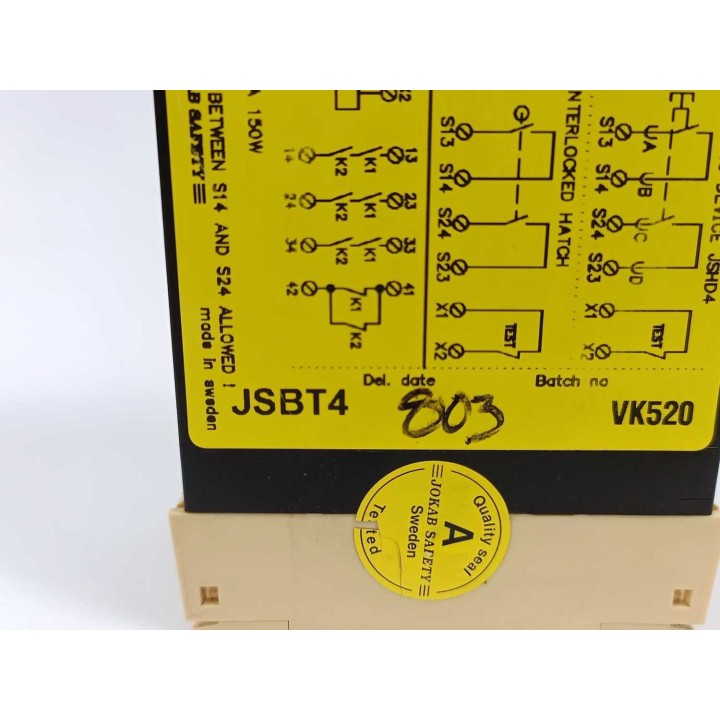 BETWEEN S14 AND S24 ALLOWED !
B SAFETY
made in sweden
A 150W
14 K2 K1 13
24 K2 K1 23
34 K2 K1 33
42 K1 41
K2
S13
S14
S24
S23
X1
X2
TEST
INTERLOCKED HATCH
S13 UA
S14 UB
S24 UC
S23 UD
X1
X2
TEST
DEVICE JSHD4
Del. date
Batch no
JSBT4
803
VK520
Quality seal
A
JOKAB SAFETY
Sweden
Tested